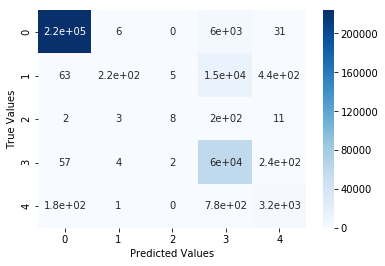 0 2.2e+05 6 0 6e+03 31
1 63 2.2e+02 5 1.5e+04 4.4e+02
2 2 3 8 2e+02 11
3 57 4 2 6e+04 2.4e+02
4 1.8e+02 1 0 7.8e+02 3.2e+03
0 1 2 3 4
True Values
Predicted Values
200000
160000
120000
80000
40000
0